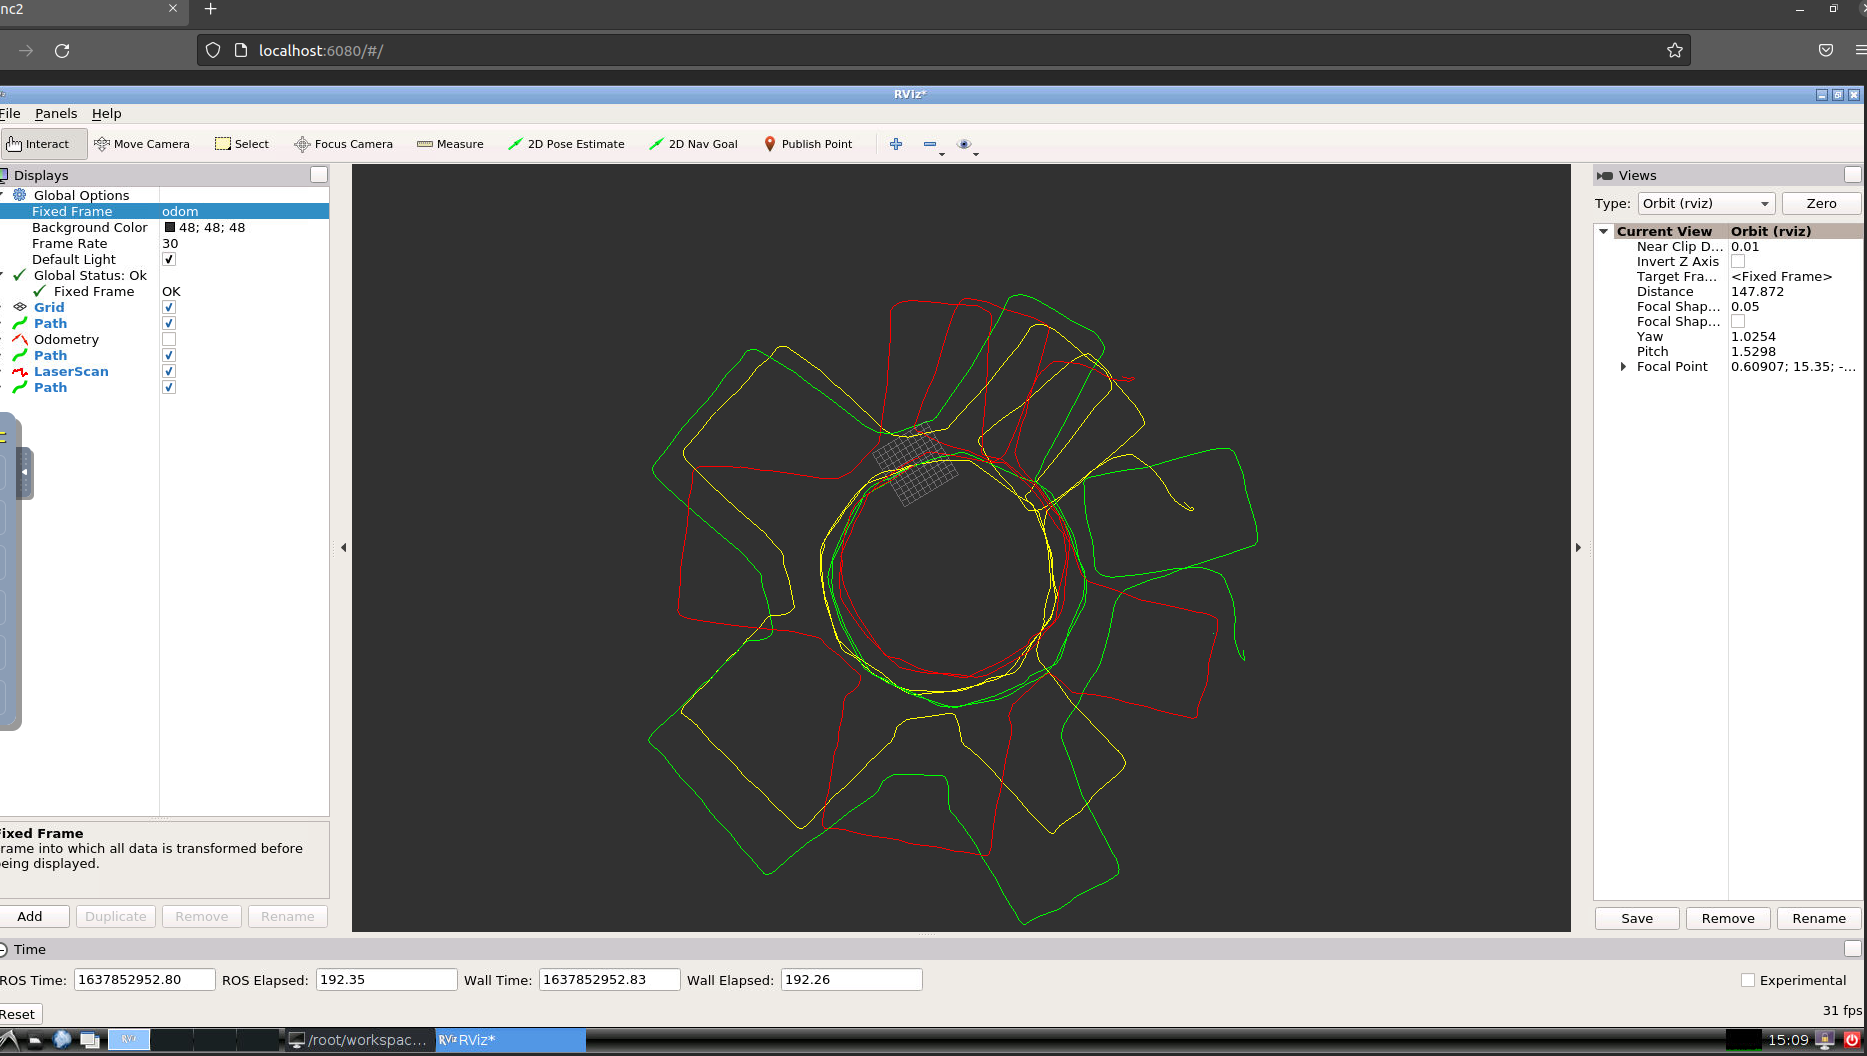 nc2
localhost:6080/#/
RViz*
File Panels Help
Interact Move Camera Select Focus Camera Measure 2D Pose Estimate 2D Nav Goal Publish Point
Displays
Global Options
Fixed Frame odom
Background Color 48; 48; 48
Frame Rate 30
Default Light
Global Status: Ok
Fixed Frame OK
Grid
Path
Odometry
Path
LaserScan
Path
Fixed Frame
Frame into which all data is transformed before
being displayed.
Add Duplicate Remove Rename
Views
Type: Orbit (rviz) Zero
Current View Orbit (rviz)
Near Clip D... 0.01
Invert Z Axis
Target Fra... <Fixed Frame>
Distance 147.872
Focal Shap... 0.05
Focal Shap...
Yaw 1.0254
Pitch 1.5298
Focal Point 0.60907; 15.35; -...
Save Remove Rename
Time
ROS Time: 1637852952.80 ROS Elapsed: 192.35 Wall Time: 1637852952.83 Wall Elapsed: 192.26 Experimental
Reset 31 fps
/root/workspac... RViz* 15:09